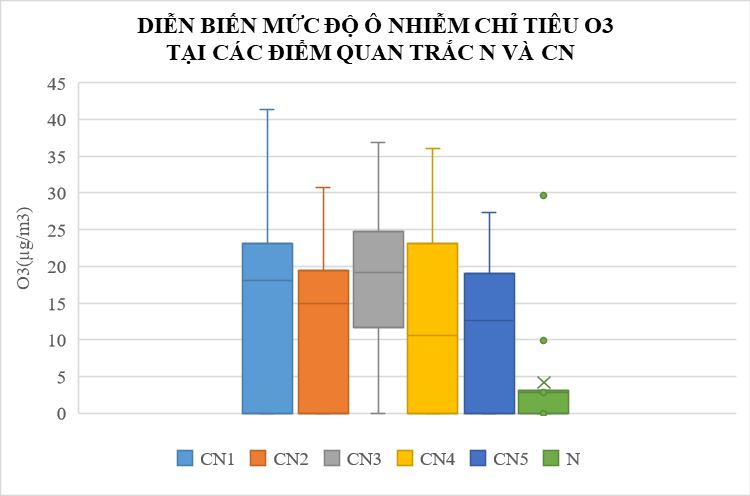 DIỄN BIẾN MỨC ĐỘ Ô NHIỄM CHỈ TIÊU O3
TẠI CÁC ĐIỂM QUAN TRẮC N VÀ CN
45
40
35
30
25
20
15
10
5
0
O3(µg/m3)
CN1 CN2 CN3 CN4 CN5 N